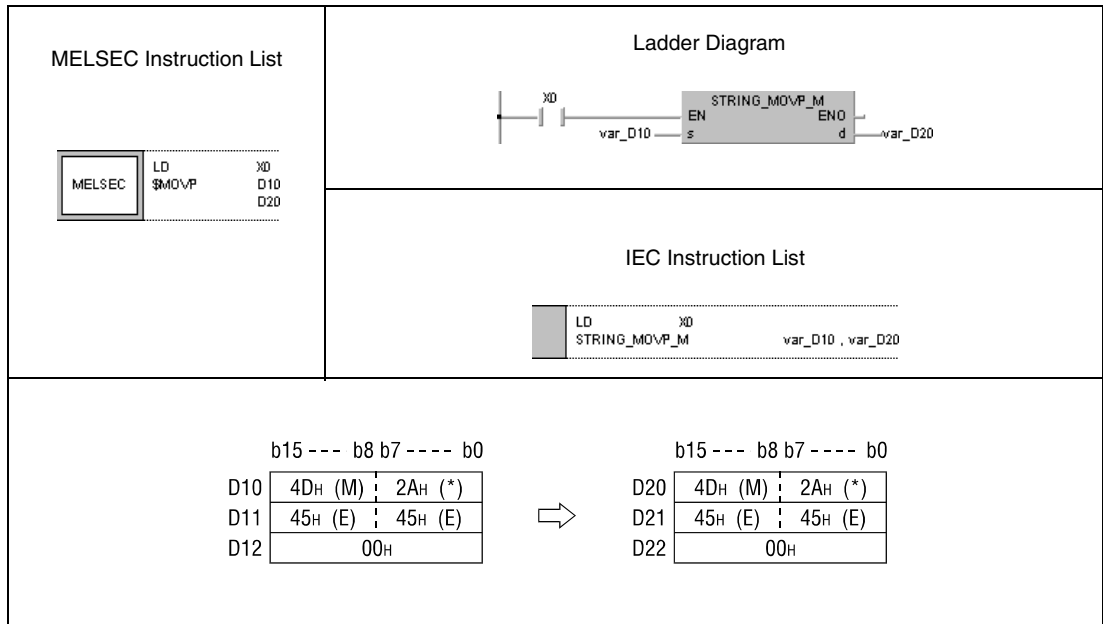 MELSEC Instruction List
MELSEC
LD X0
$MOVP D10
D20
Ladder Diagram
X0
STRING_MOVP_M
EN ENO
var_D10 s d var_D20
IEC Instruction List
LD X0
STRING_MOVP_M var_D10 , var_D20
b15 --- b8 b7 ---- b0
D10 4DH (M) 2AH (*)
D11 45H (E) 45H (E)
D12 00H
b15 --- b8 b7 ---- b0
D20 4DH (M) 2AH (*)
D21 45H (E) 45H (E)
D22 00H